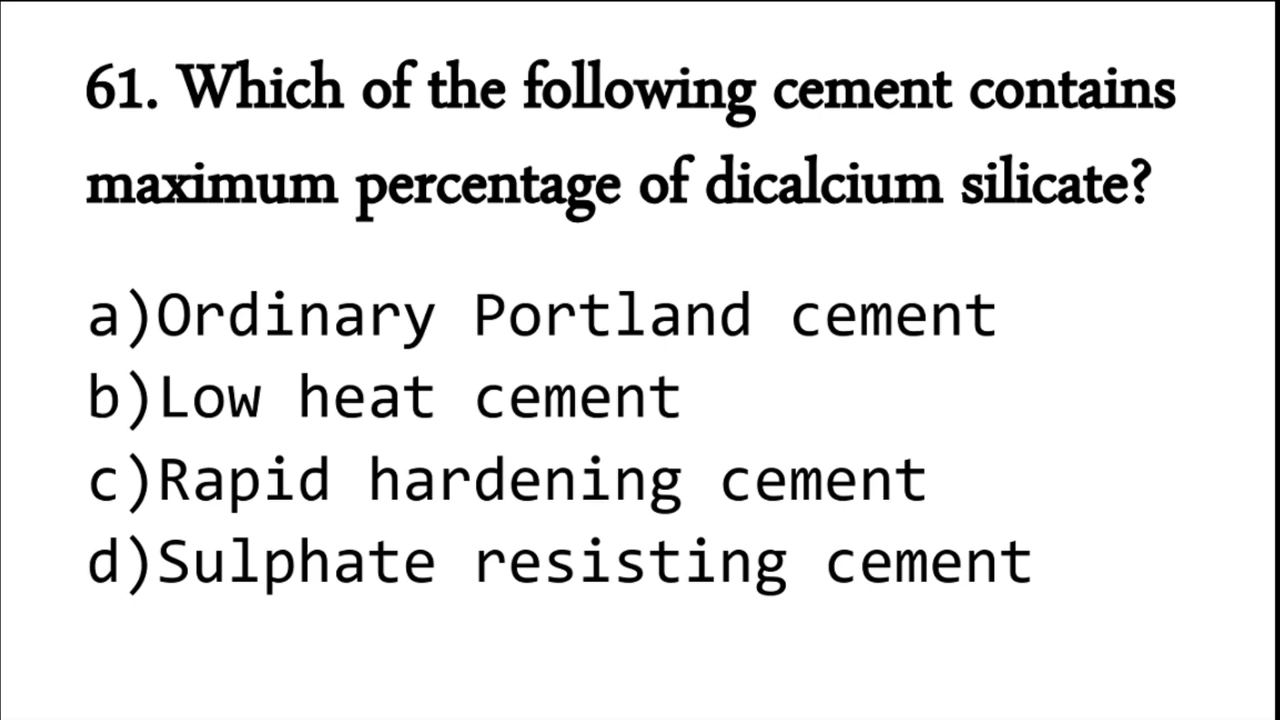 61. Which of the following cement contains
maximum percentage of dicalcium silicate?
a)Ordinary Portland cement
b)Low heat cement
c)Rapid hardening cement
d)Sulphate resisting cement